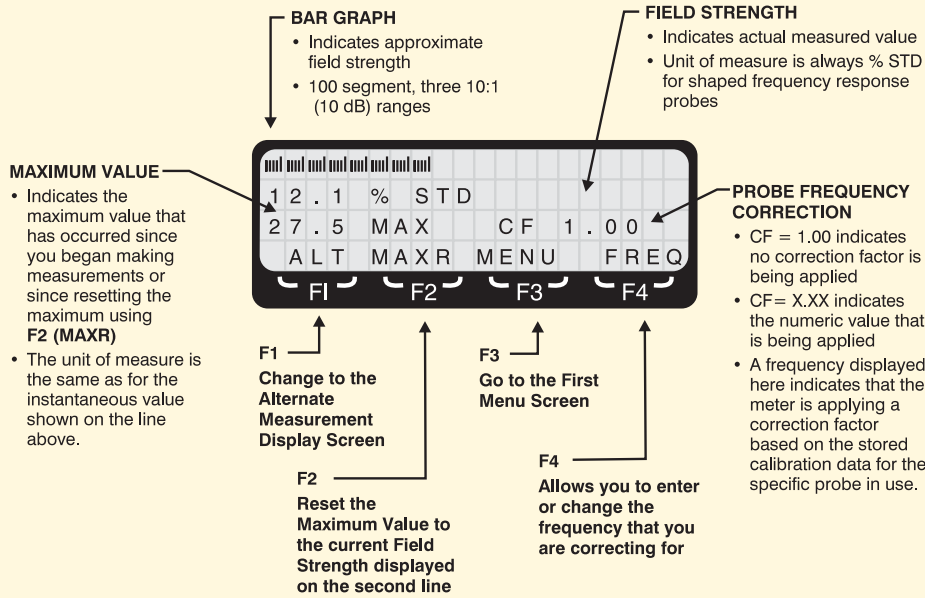 BAR GRAPH
• Indicates approximate
field strength
• 100 segment, three 10:1
(10 dB) ranges
FIELD STRENGTH
• Indicates actual measured value
• Unit of measure is always % STD
for shaped frequency response
probes
MAXIMUM VALUE
• Indicates the
maximum value that
has occurred since
you began making
measurements or
since resetting the
maximum using
F2 (MAXR)
• The unit of measure is
the same as for the
instantaneous value
shown on the line
above.
12.1 % STD
27.5 MAX CF 1.00
ALT MAXR MENU FREQ
FI F2 F3 F4
PROBE FREQUENCY
CORRECTION
• CF = 1.00 indicates
no correction factor is
being applied
• CF= X.XX indicates
the numeric value that
is being applied
• A frequency displayed
here indicates that the
meter is applying a
correction factor
based on the stored
calibration data for the
specific probe in use.
F1
Change to the
Alternate
Measurement
Display Screen
F2
Reset the
Maximum Value to
the current Field
Strength displayed
on the second line
F3
Go to the First
Menu Screen
F4
Allows you to enter
or change the
frequency that you
are correcting for